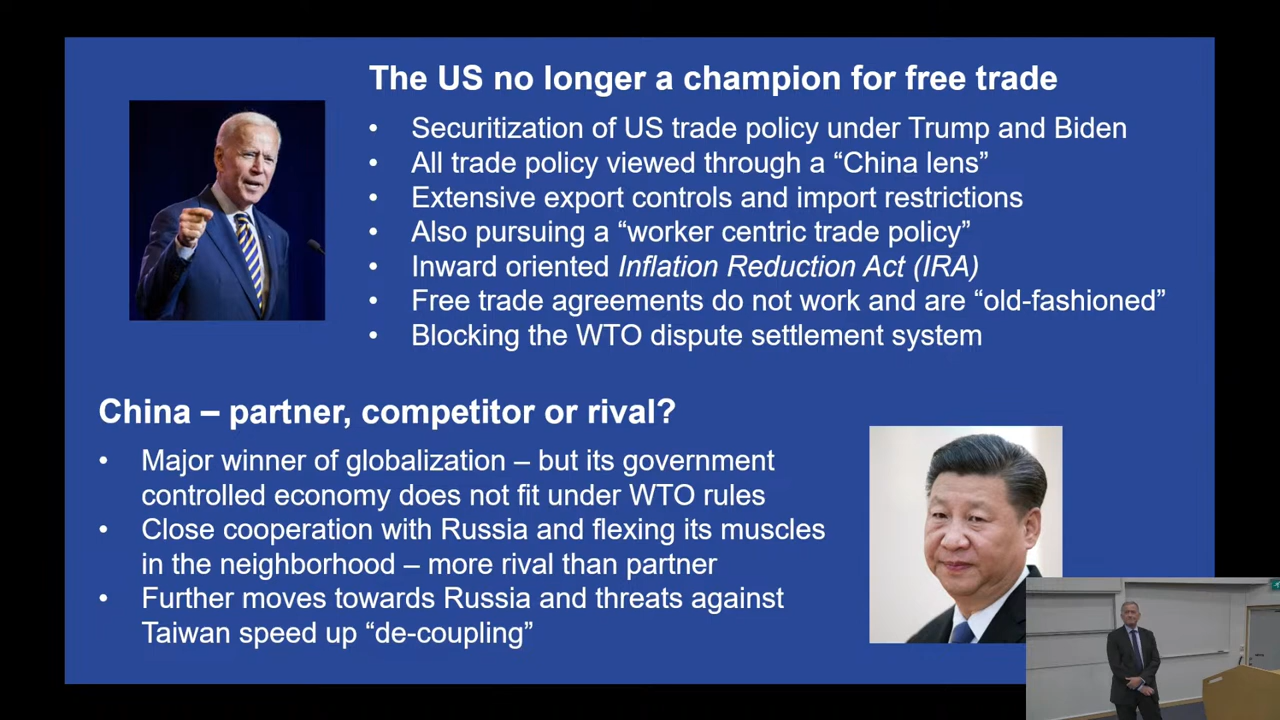 The US no longer a champion for free trade
• Securitization of US trade policy under Trump and Biden
• All trade policy viewed through a “China lens”
• Extensive export controls and import restrictions
• Also pursuing a “worker centric trade policy”
• Inward oriented Inflation Reduction Act (IRA)
• Free trade agreements do not work and are “old-fashioned”
• Blocking the WTO dispute settlement system
China – partner, competitor or rival?
• Major winner of globalization – but its government
controlled economy does not fit under WTO rules
• Close cooperation with Russia and flexing its muscles
in the neighborhood – more rival than partner
• Further moves towards Russia and threats against
Taiwan speed up “de-coupling”